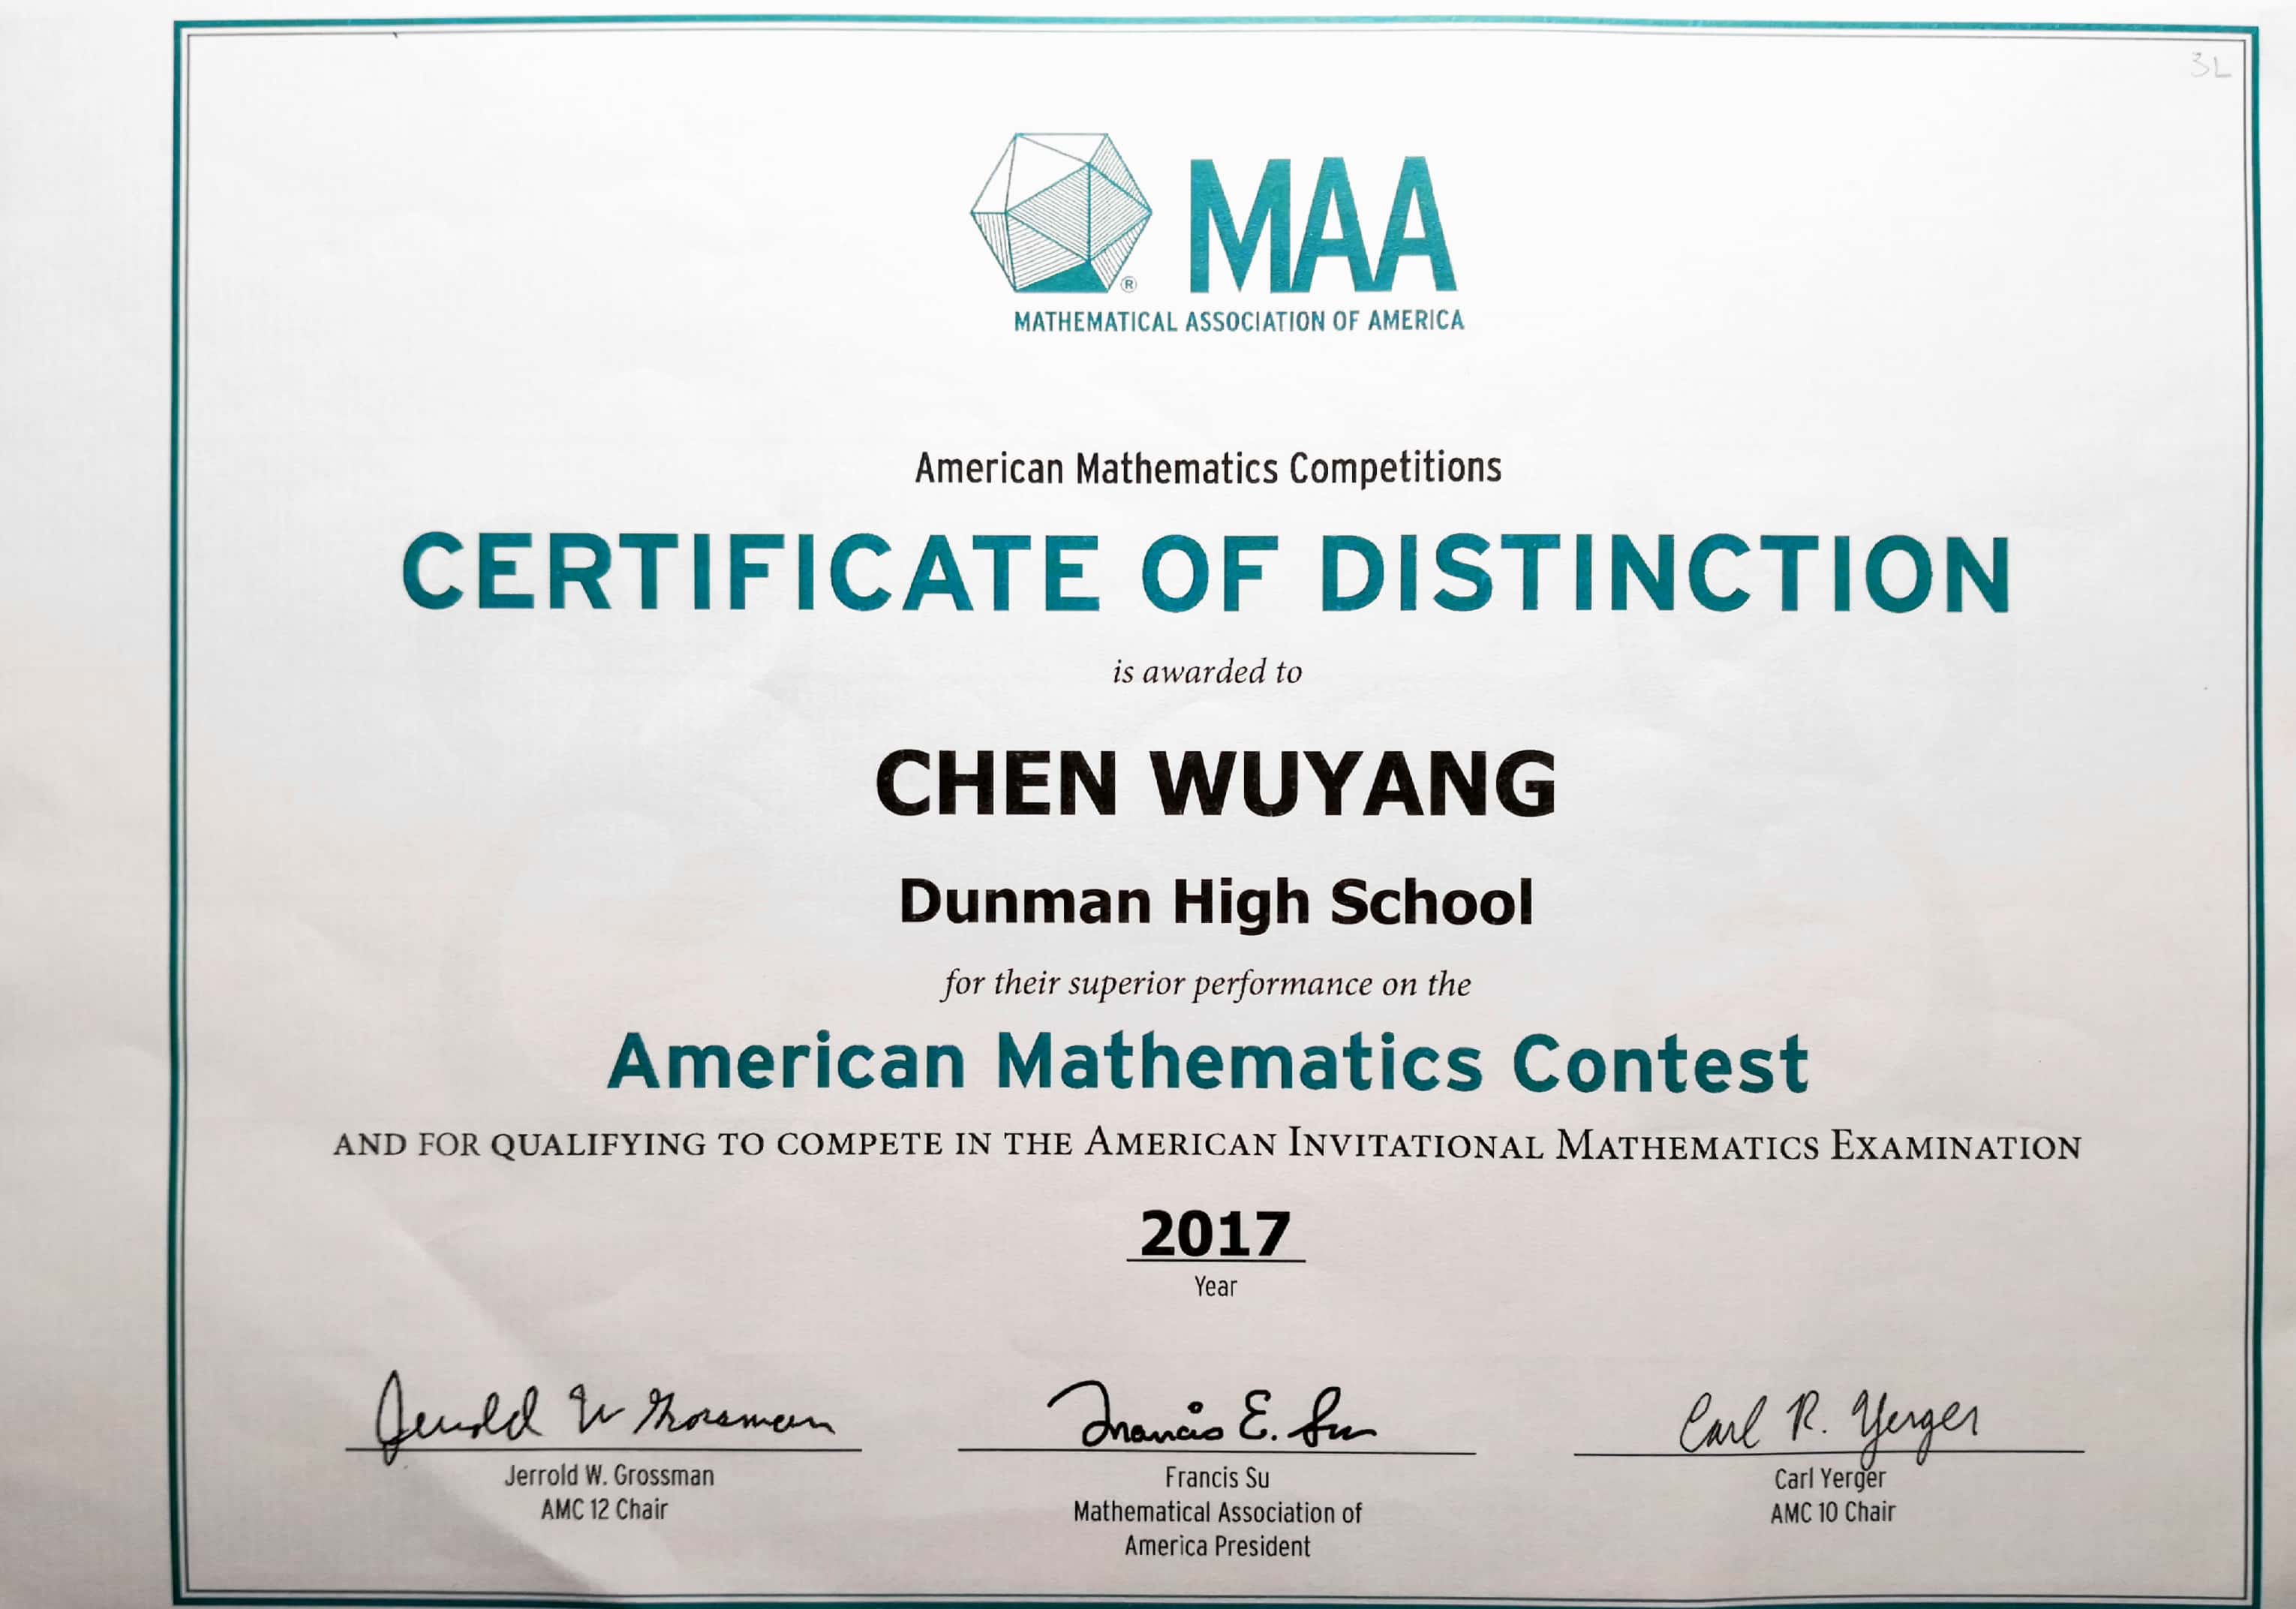 3L
MAA
MATHEMATICAL ASSOCIATION OF AMERICA
American Mathematics Competitions
CERTIFICATE OF DISTINCTION
is awarded to
CHEN WUYANG
Dunman High School
for their superior performance on the
American Mathematics Contest
AND FOR QUALIFYING TO COMPETE IN THE AMERICAN INVITATIONAL MATHEMATICS EXAMINATION
2017
Year
Jerrold W Grossman
Francis E. Su
Carl R. Yerger
Jerrold W. Grossman
AMC 12 Chair
Francis Su
Mathematical Association of
America President
Carl Yerger
AMC 10 Chair